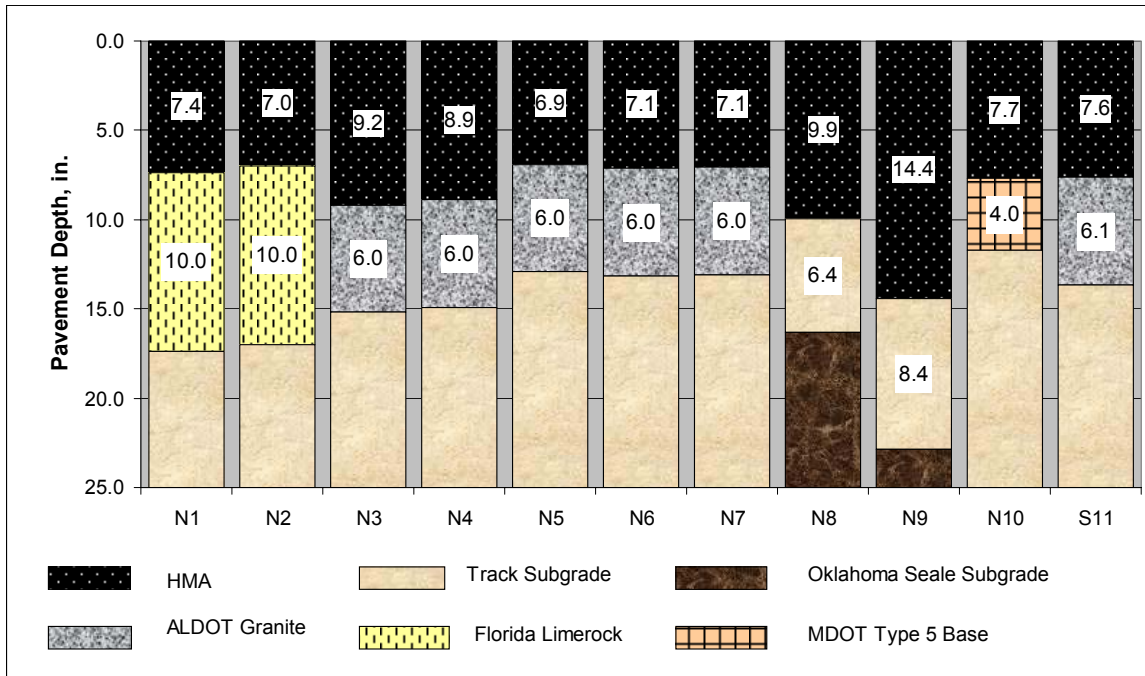 Pavement Depth, in.
0.0
5.0
10.0
15.0
20.0
25.0
7.4 7.0 9.2 8.9 6.9 7.1 7.1 9.9 14.4 7.7 7.6
10.0 10.0 6.0 6.0 6.0 6.0 6.0 6.4 8.4 4.0 6.1
N1 N2 N3 N4 N5 N6 N7 N8 N9 N10 S11
HMA Track Subgrade Oklahoma Seale Subgrade
ALDOT Granite Florida Limerock MDOT Type 5 Base